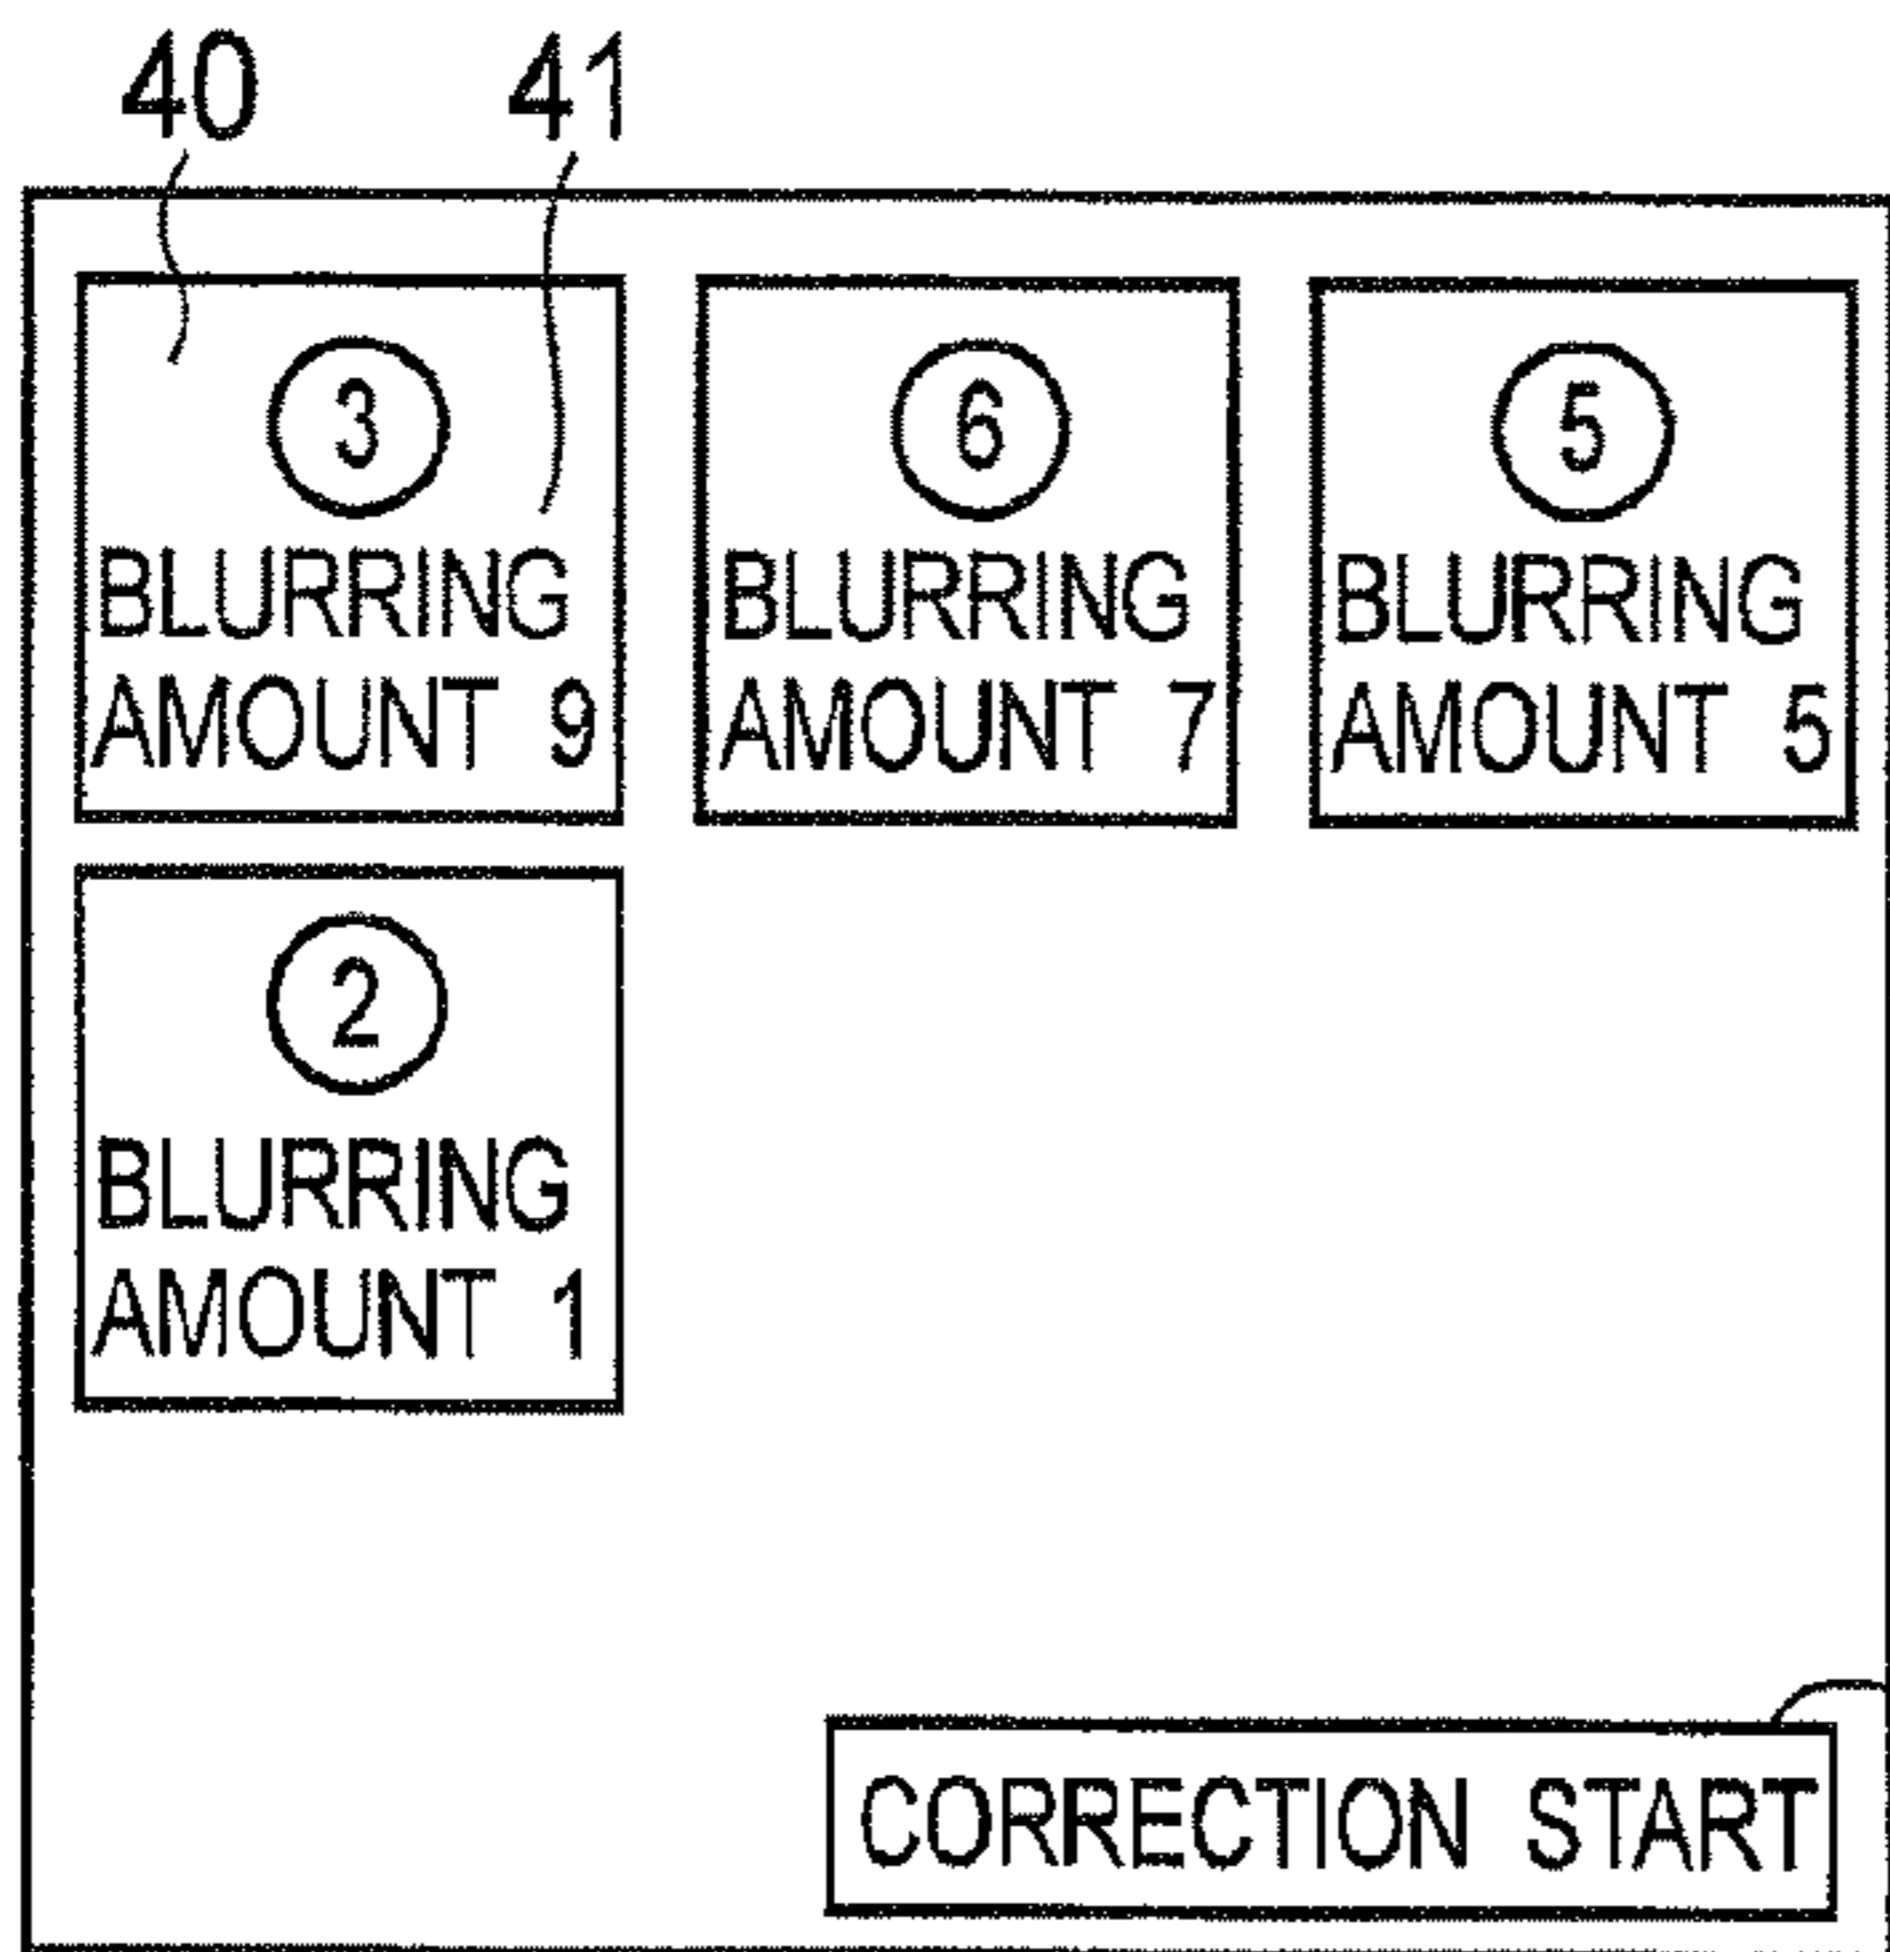 40 41
3 6 5
BLURRING BLURRING BLURRING
AMOUNT 9 AMOUNT 7 AMOUNT 5
2
BLURRING
AMOUNT 1
CORRECTION START